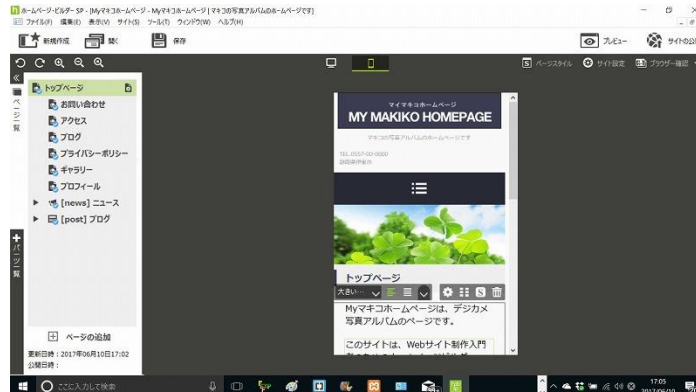 ホームページ・ビルダー SP - [Myマキコホームページ - Myマキコホームページ | マキコの写真アルバムのホームページです]
ファイル(F) 編集(E) 表示(V) サイト(S) ツール(T) ウィンドウ(W) ヘルプ(H)
新規作成 開く 保存 プレビュー サイトの公
ページスタイル サイト設定 ブラウザー確認
ページ一覧
トップページ
お問い合わせ
アクセス
ブログ
プライバシーポリシー
ギャラリー
プロフィール
[news] ニュース
[post] ブログ
パーツ一覧
ページの追加
更新日時：2017年06月10日17:02
公開日時：
マイマキコホームページ
MY MAKIKO HOMEPAGE
マキコの写真アルバムのホームページです
TEL.0557-00-0000
静岡県伊東市
トップページ
大きい…
Myマキコホームページは、デジカメ
写真アルバムのページです。
このサイトは、Webサイト制作入門
ここに入力して検索
17:05
2017/06/10